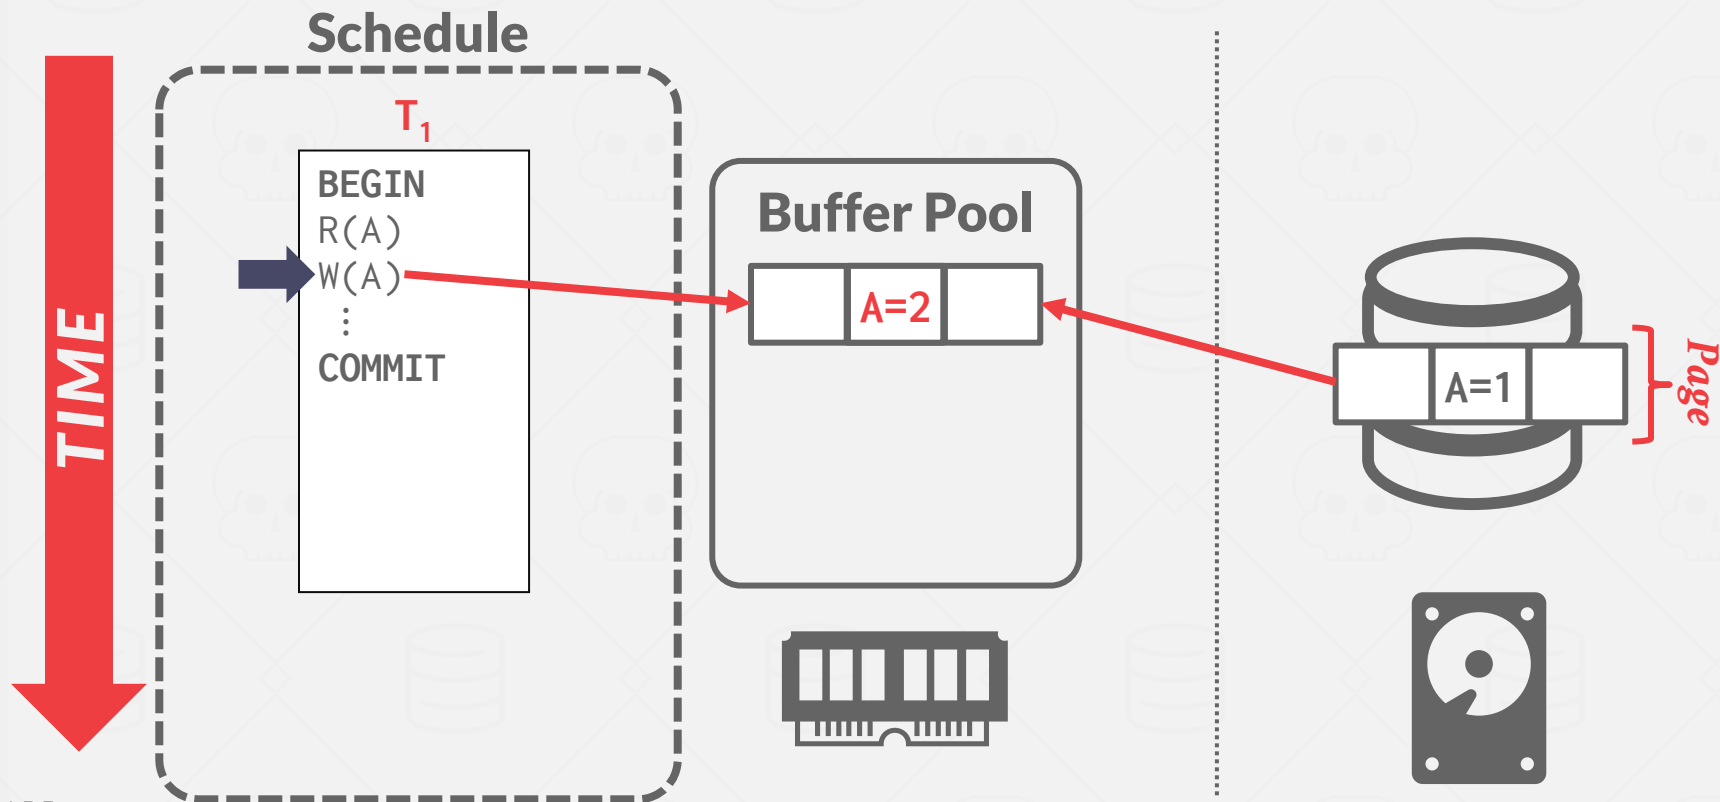 Schedule
TIME
T₁
BEGIN
R(A)
W(A)
⋮
COMMIT
Buffer Pool
A=2
A=1
Page